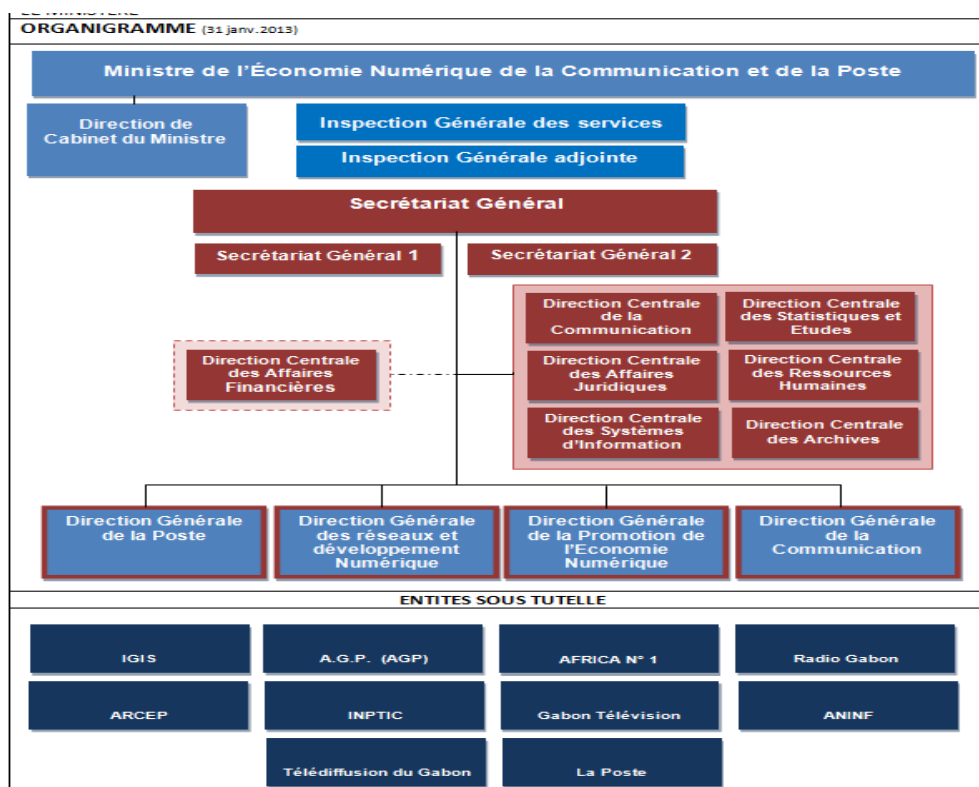 LE MINISTERE
ORGANIGRAMME (31 janv.2013)
Ministre de l'Économie Numérique de la Communication et de la Poste
Direction de
Cabinet du Ministre
Inspection Générale des services
Inspection Générale adjointe
Secrétariat Général
Secrétariat Général 1
Secrétariat Général 2
Direction Centrale
des Affaires
Financières
Direction Centrale
de la
Communication
Direction Centrale
des Statistiques et
Etudes
Direction Centrale
des Affaires
Juridiques
Direction Centrale
des Ressources
Humaines
Direction Centrale
des Systèmes
d'Information
Direction Centrale
des Archives
Direction Générale
de la Poste
Direction Générale
des réseaux et
développement
Numérique
Direction Générale
de la Promotion de
l'Economie
Numérique
Direction Générale
de la
Communication
ENTITES SOUS TUTELLE
IGIS
A.G.P. (AGP)
AFRICA N° 1
Radio Gabon
ARCEP
INPTIC
Gabon Télévision
ANINF
Télédiffusion du Gabon
La Poste